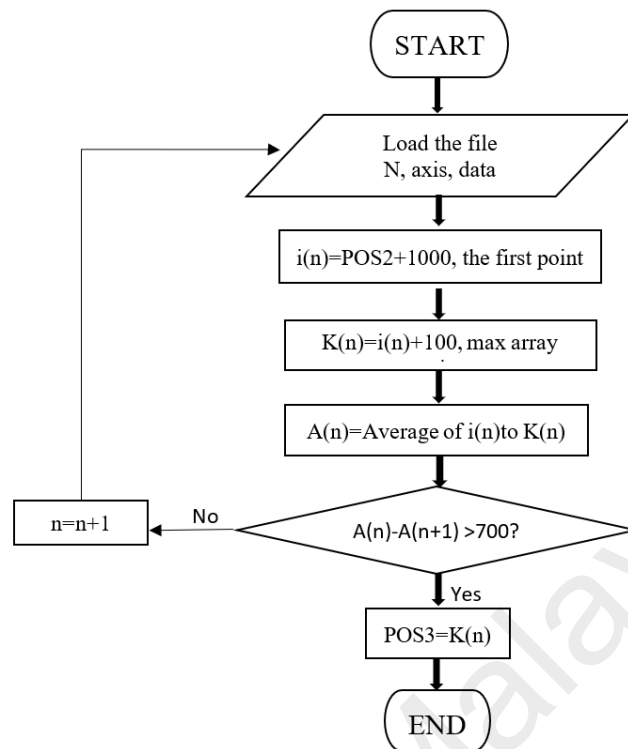 START
Load the file
N, axis, data
i(n)=POS2+1000, the first point
K(n)=i(n)+100, max array
A(n)=Average of i(n)to K(n)
A(n)-A(n+1) >700?
No
n=n+1
Yes
POS3=K(n)
END
Malay